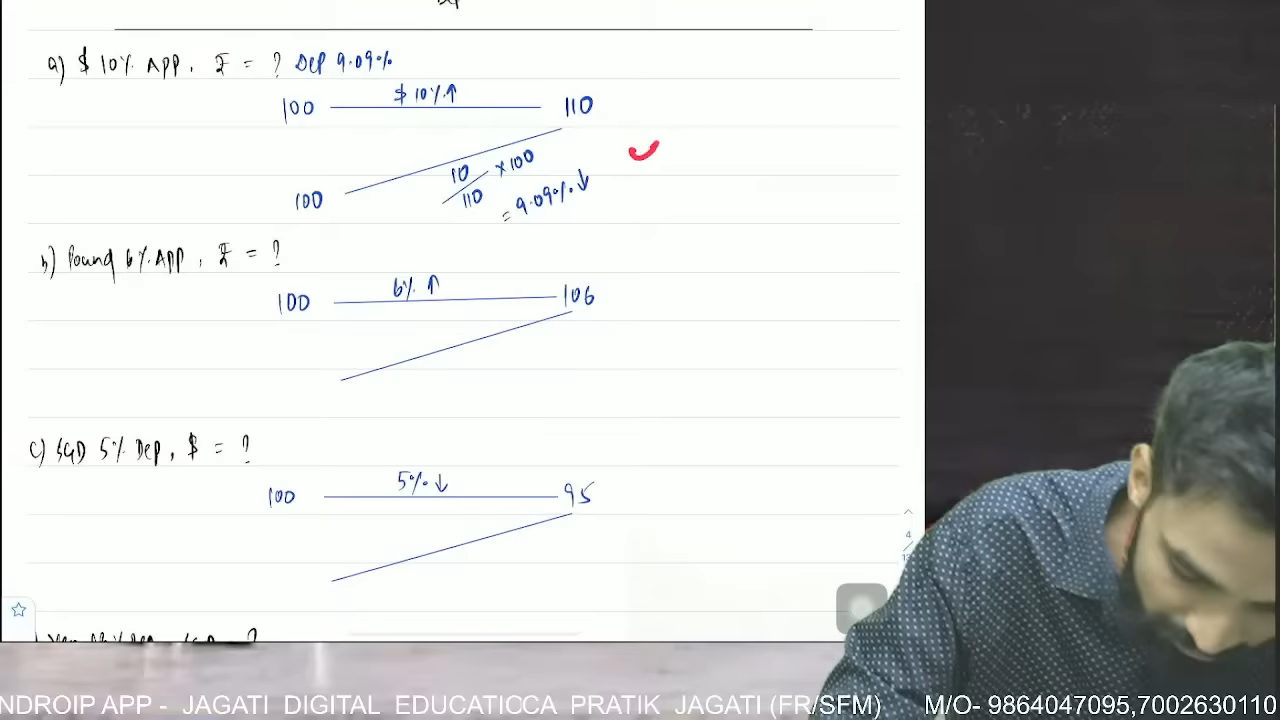 a) $ 10% App, ₹ = ? Dep 9.09%
100 $ 10% ↑ 110
10/110 × 100
100
= 9.09% ↓
b) Pound 6% App, ₹ = ?
100 6% ↑ 106
c) SGD 5% Dep, $ = ?
100 5% ↓ 95
4
NDROIP APP - JAGATI DIGITAL EDUCATICCA PRATIK JAGATI (FR/SFM) M/O- 9864047095,7002630110